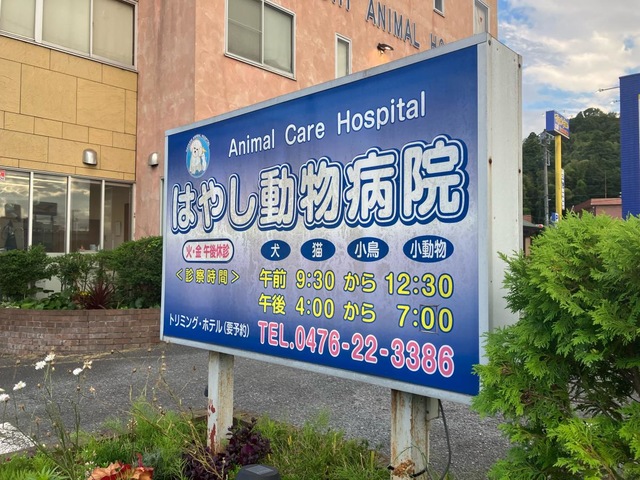 ANIMAL HO
Animal Care Hospital
はやし動物病院
火・金 午後休診 犬 猫 小鳥 小動物
<診察時間> 午前 9:30 から 12:30
午後 4:00 から 7:00
トリミング・ホテル(要予約) TEL.0476-22-3386